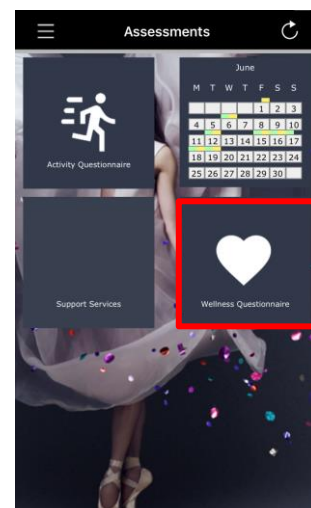 Assessments
June
M T W T F S S
1 2 3
4 5 6 7 8 9 10
11 12 13 14 15 16 17
18 19 20 21 22 23 24
25 26 27 28 29 30
Activity Questionnaire
Support Services
Wellness Questionnaire